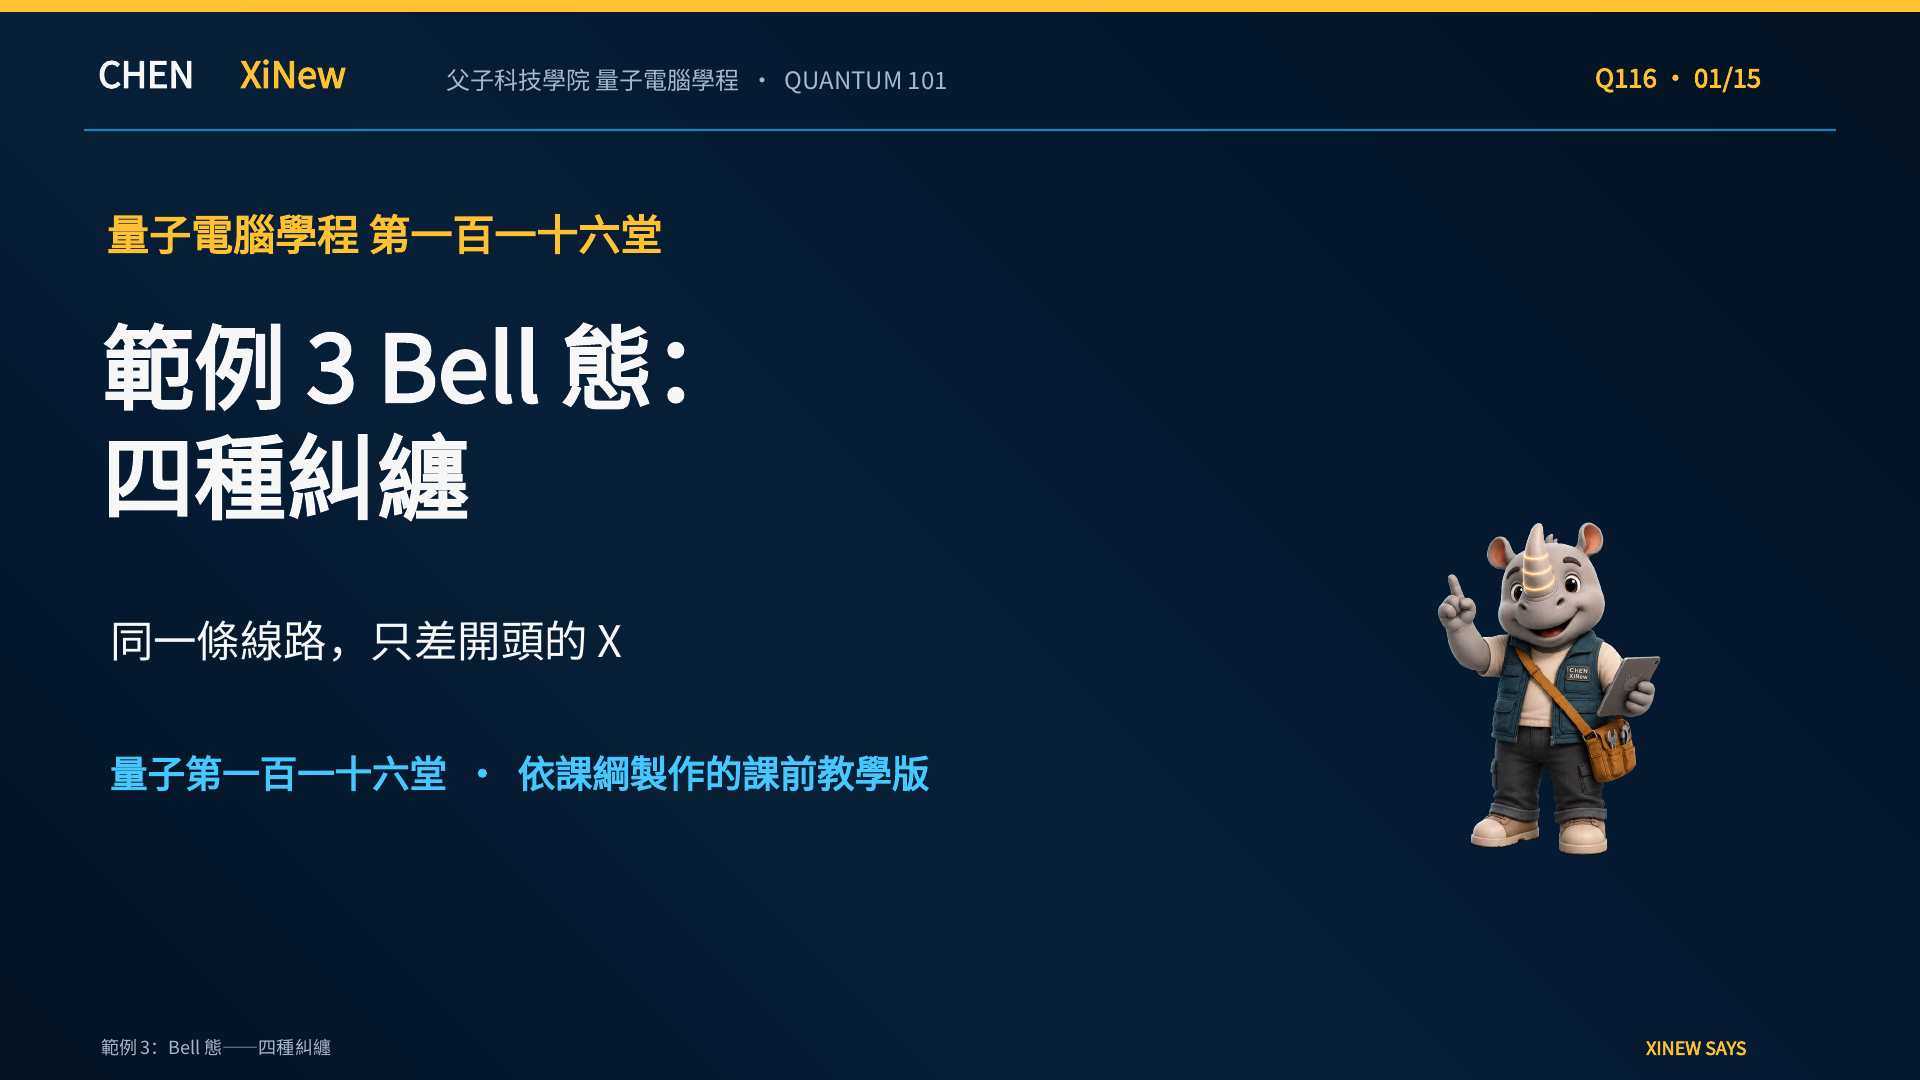 CHEN XiNew 父子科技學院 量子電腦學程 · QUANTUM 101 Q116 · 01/15
量子電腦學程 第一百一十六堂
範例 3 Bell 態：
四種糾纏
同一條線路，只差開頭的 X
CHEN
XiNew
量子第一百一十六堂 · 依課綱製作的課前教學版
範例 3：Bell 態——四種糾纏 XINEW SAYS